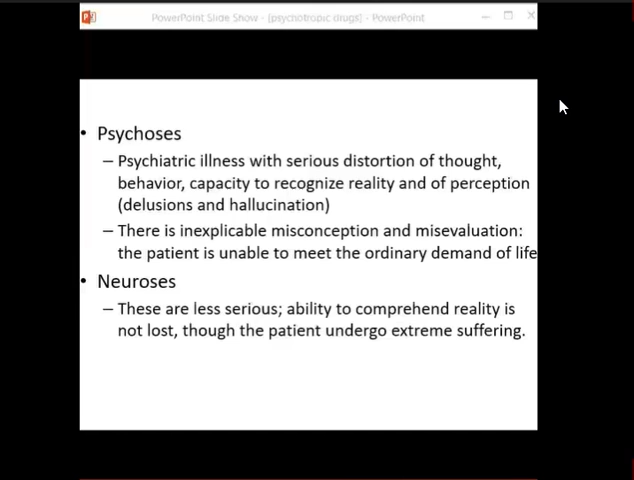 PowerPoint Slide Show - [psychotropic drugs] - PowerPoint
• Psychoses
– Psychiatric illness with serious distortion of thought,
behavior, capacity to recognize reality and of perception
(delusions and hallucination)
– There is inexplicable misconception and misevaluation:
the patient is unable to meet the ordinary demand of life
• Neuroses
– These are less serious; ability to comprehend reality is
not lost, though the patient undergo extreme suffering.